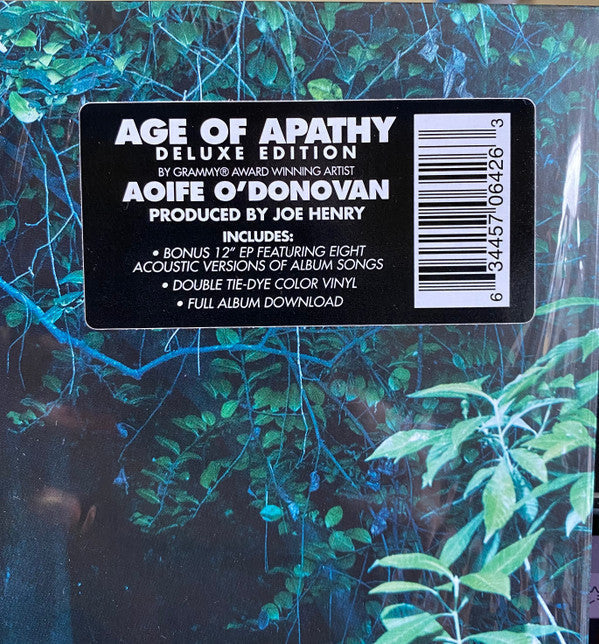 AGE OF APATHY
DELUXE EDITION
BY GRAMMY® AWARD WINNING ARTIST
AOIFE O'DONOVAN
PRODUCED BY JOE HENRY
INCLUDES:
• BONUS 12" EP FEATURING EIGHT
ACOUSTIC VERSIONS OF ALBUM SONGS
• DOUBLE TIE-DYE COLOR VINYL
• FULL ALBUM DOWNLOAD
6 34457 06426 3